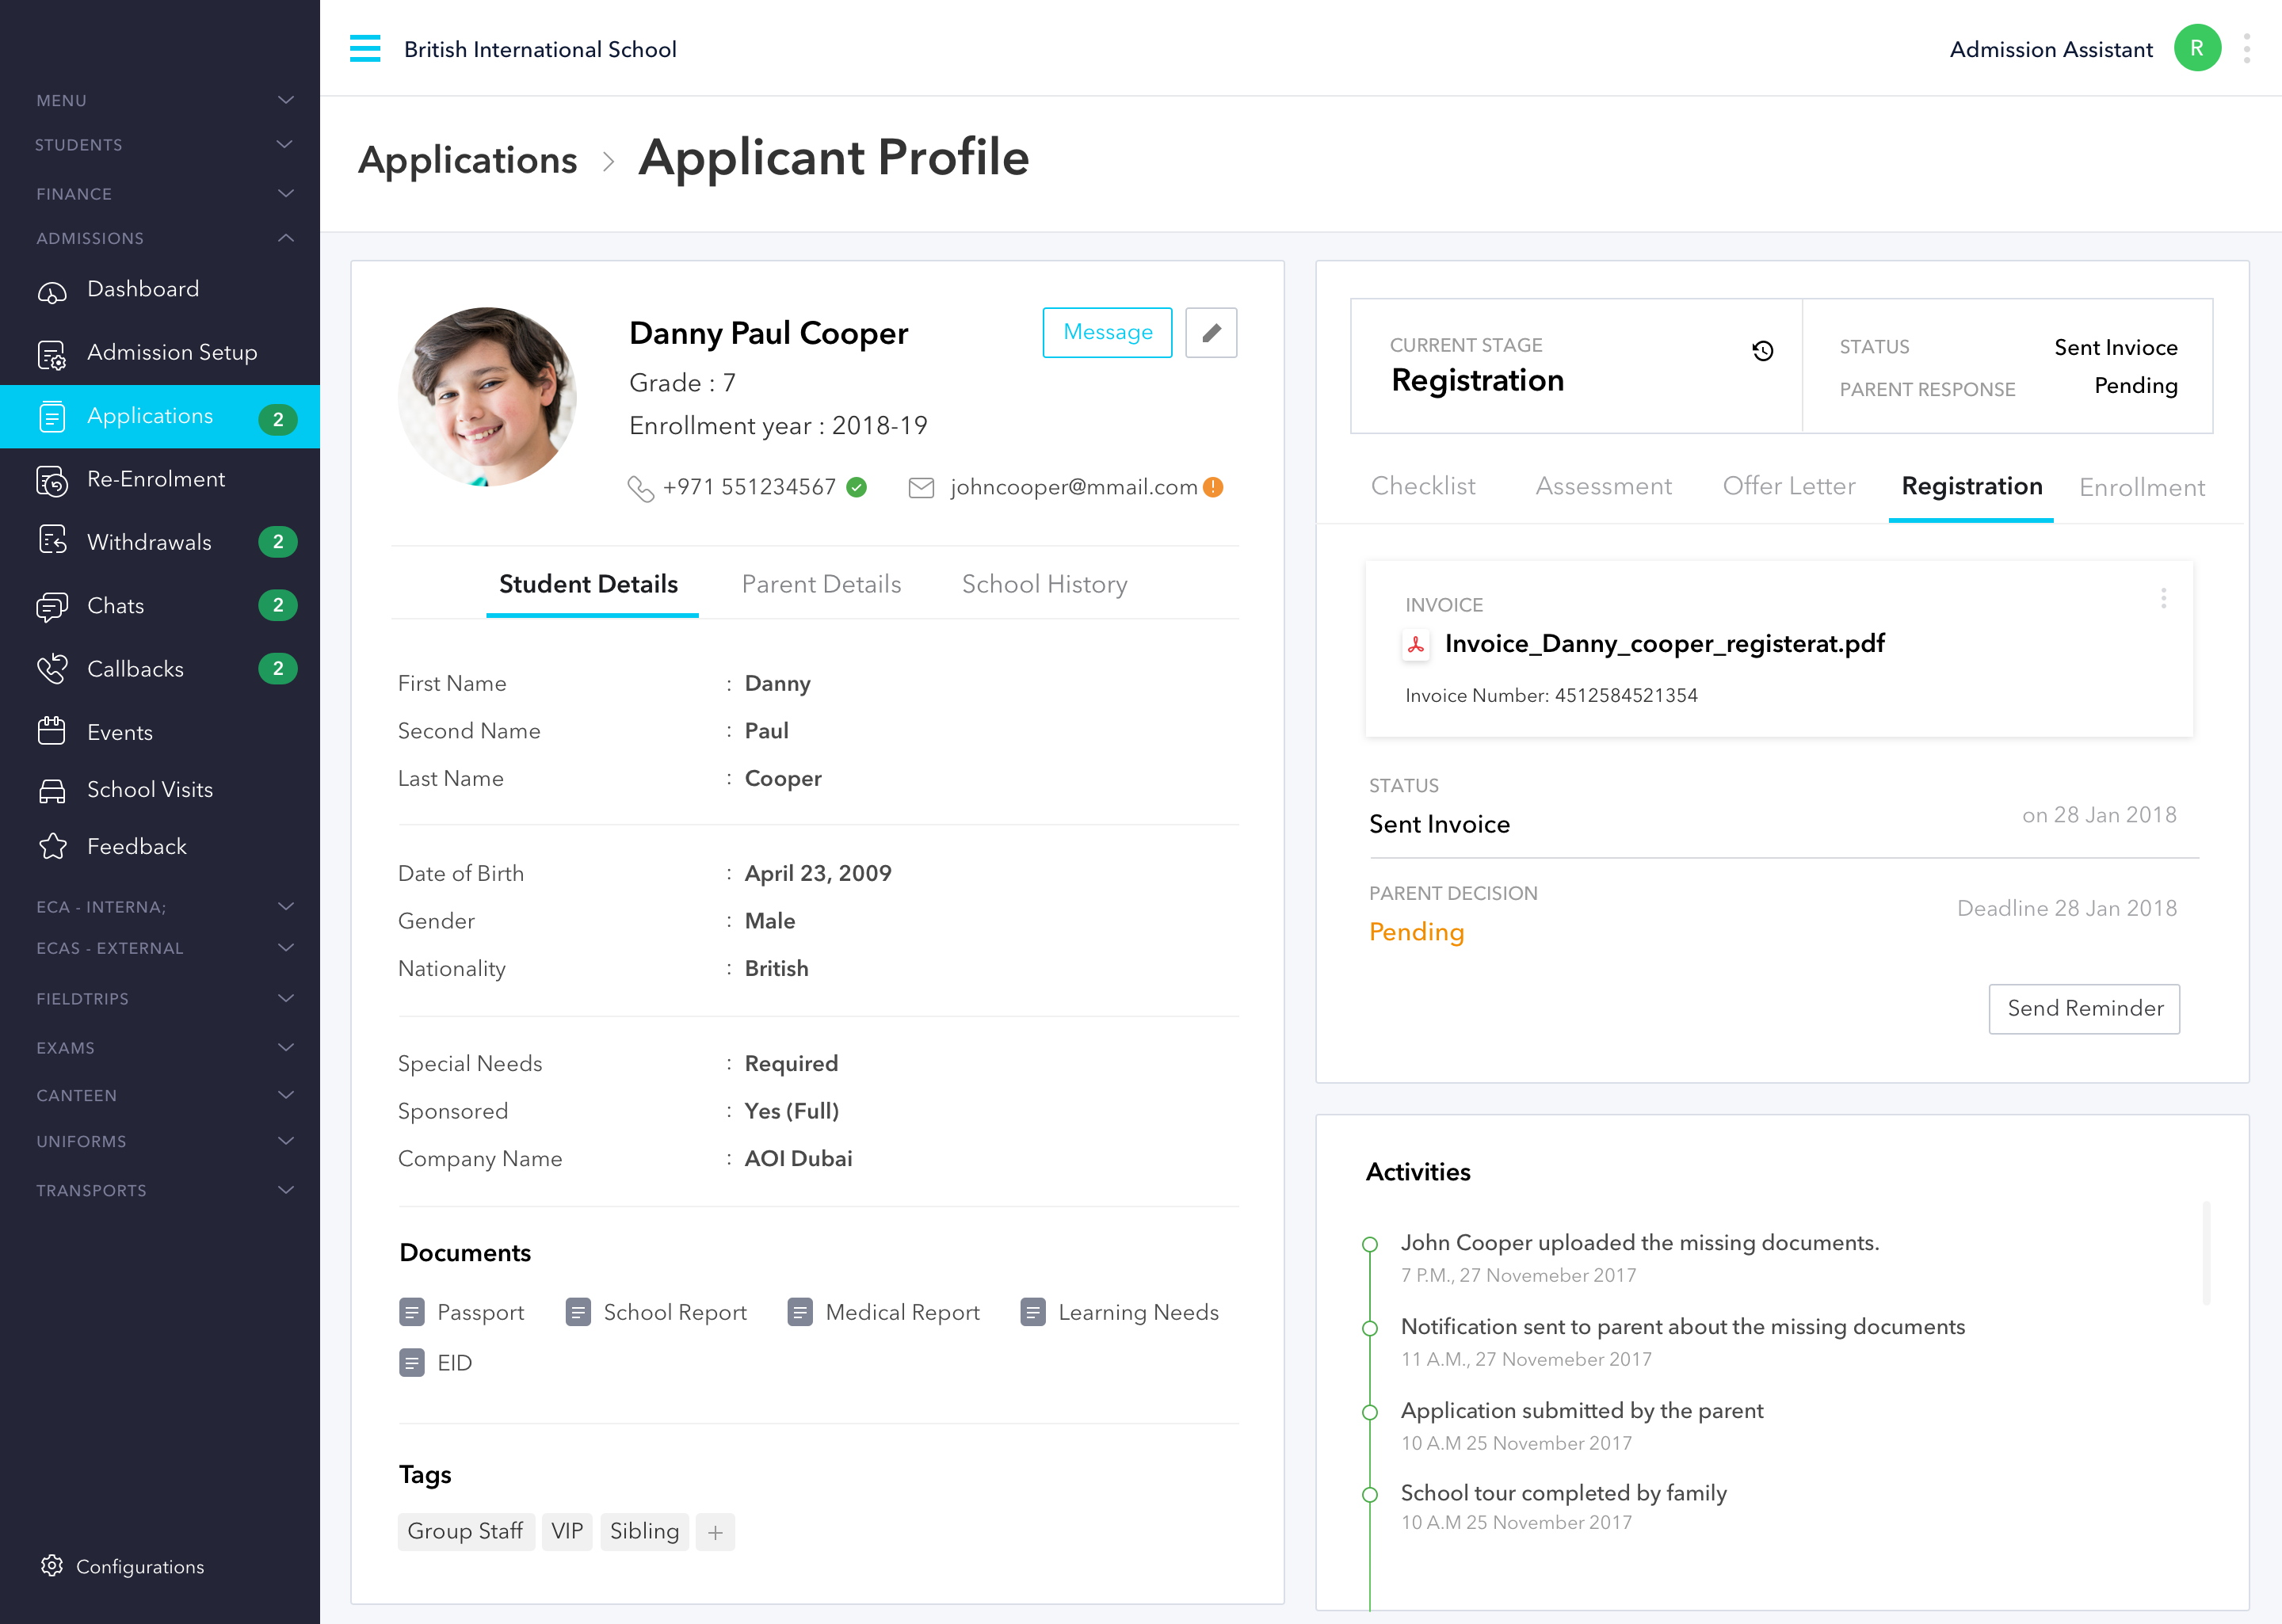 British International School
Admission Assistant
R
MENU
STUDENTS
FINANCE
ADMISSIONS
Dashboard
Admission Setup
Applications 2
Re-Enrolment
Withdrawals 2
Chats 2
Callbacks 2
Events
School Visits
Feedback
ECA - INTERNA;
ECAS - EXTERNAL
FIELDTRIPS
EXAMS
CANTEEN
UNIFORMS
TRANSPORTS
Configurations
Applications > Applicant Profile
Danny Paul Cooper
Message
Grade : 7
Enrollment year : 2018-19
+971 551234567
johncooper@mmail.com
Student Details Parent Details School History
First Name : Danny
Second Name : Paul
Last Name : Cooper
Date of Birth : April 23, 2009
Gender : Male
Nationality : British
Special Needs : Required
Sponsored : Yes (Full)
Company Name : AOI Dubai
Documents
Passport School Report Medical Report Learning Needs
EID
Tags
Group Staff VIP Sibling +
CURRENT STAGE
Registration
STATUS Sent Invioce
PARENT RESPONSE Pending
Checklist Assessment Offer Letter Registration Enrollment
INVOICE
Invoice_Danny_cooper_registerat.pdf
Invoice Number: 4512584521354
STATUS
Sent Invoice
on 28 Jan 2018
PARENT DECISION
Pending
Deadline 28 Jan 2018
Send Reminder
Activities
John Cooper uploaded the missing documents.
7 P.M., 27 Novemeber 2017
Notification sent to parent about the missing documents
11 A.M., 27 Novemeber 2017
Application submitted by the parent
10 A.M 25 November 2017
School tour completed by family
10 A.M 25 November 2017